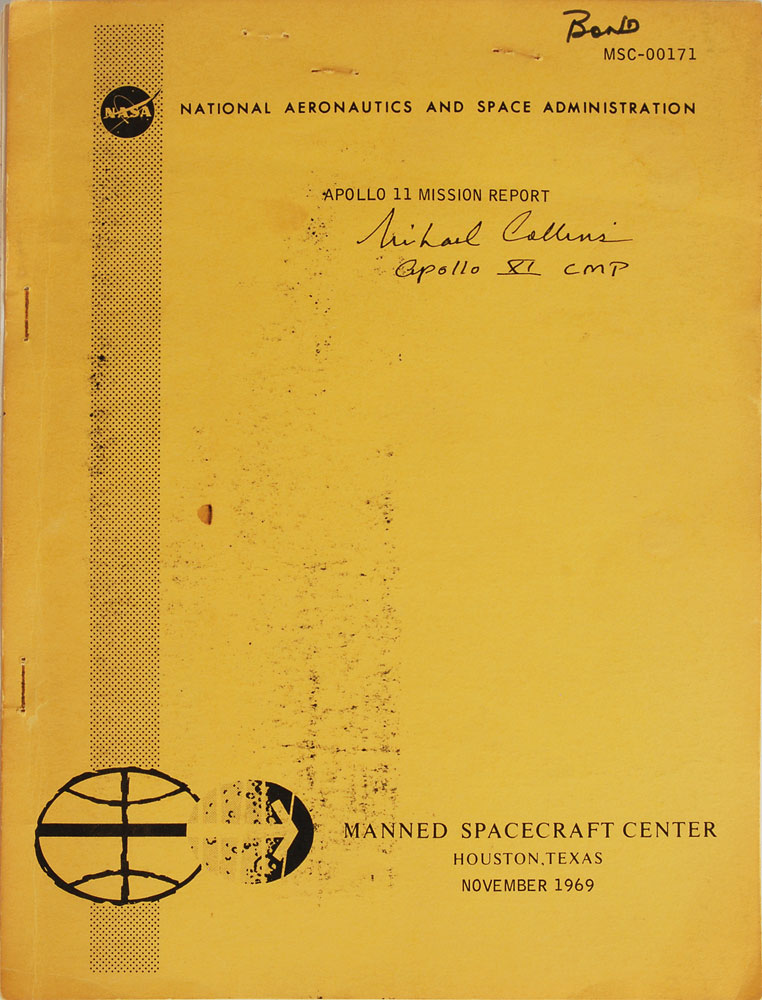 Bond
MSC-00171
NASA
NATIONAL AERONAUTICS AND SPACE ADMINISTRATION
APOLLO 11 MISSION REPORT
Michael Collins
Apollo XI CMP
MANNED SPACECRAFT CENTER
HOUSTON, TEXAS
NOVEMBER 1969